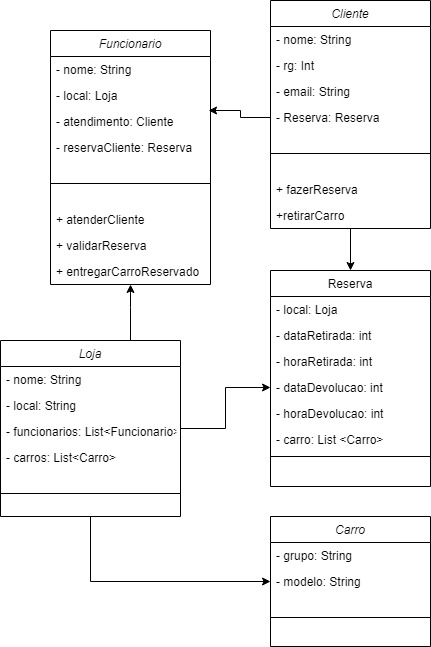 Funcionario
- nome: String
- local: Loja
- atendimento: Cliente
- reservaCliente: Reserva
+ atenderCliente
+ validarReserva
+ entregarCarroReservado
Cliente
- nome: String
- rg: Int
- email: String
- Reserva: Reserva
+ fazerReserva
+retirarCarro
Loja
- nome: String
- local: String
- funcionarios: List<Funcionario>
- carros: List<Carro>
Reserva
- local: Loja
- dataRetirada: int
- horaRetirada: int
- dataDevolucao: int
- horaDevolucao: int
- carro: List <Carro>
Carro
- grupo: String
- modelo: String